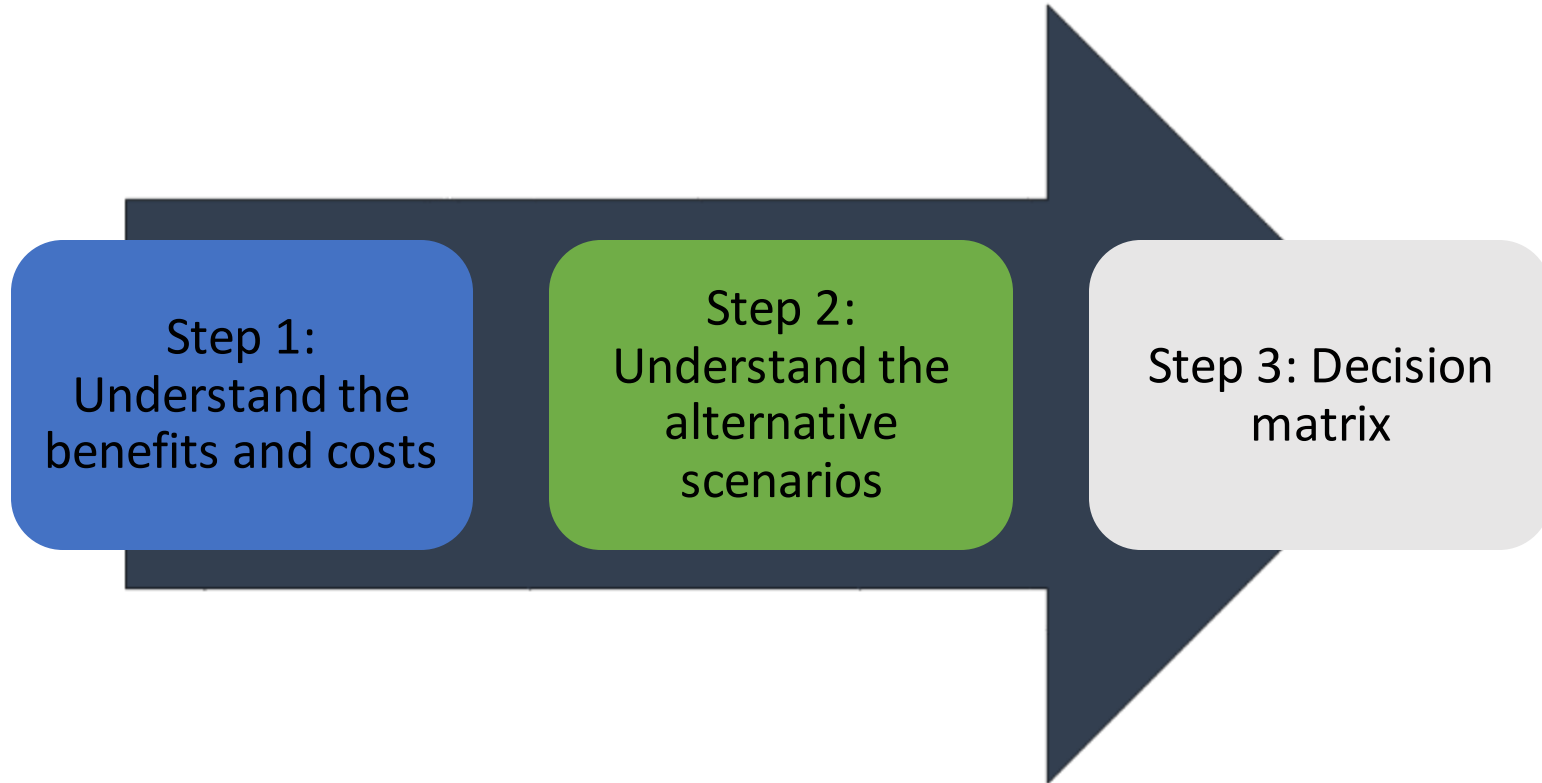 Step 1:
Understand the
benefits and costs
Step 2:
Understand the
alternative
scenarios
Step 3: Decision
matrix